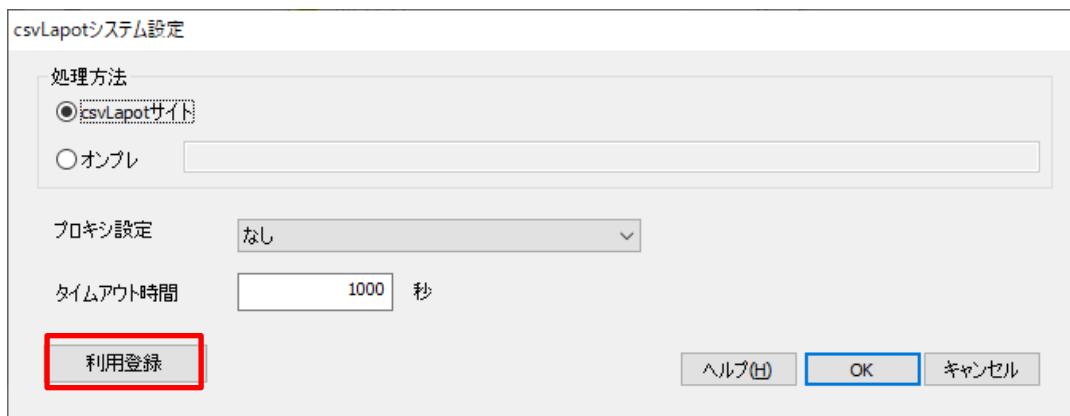 csvLapotシステム設定
処理方法
csvLapotサイト
オンプレ
プロキシ設定 なし
タイムアウト時間 1000 秒
利用登録 ヘルプ(H) OK キャンセル